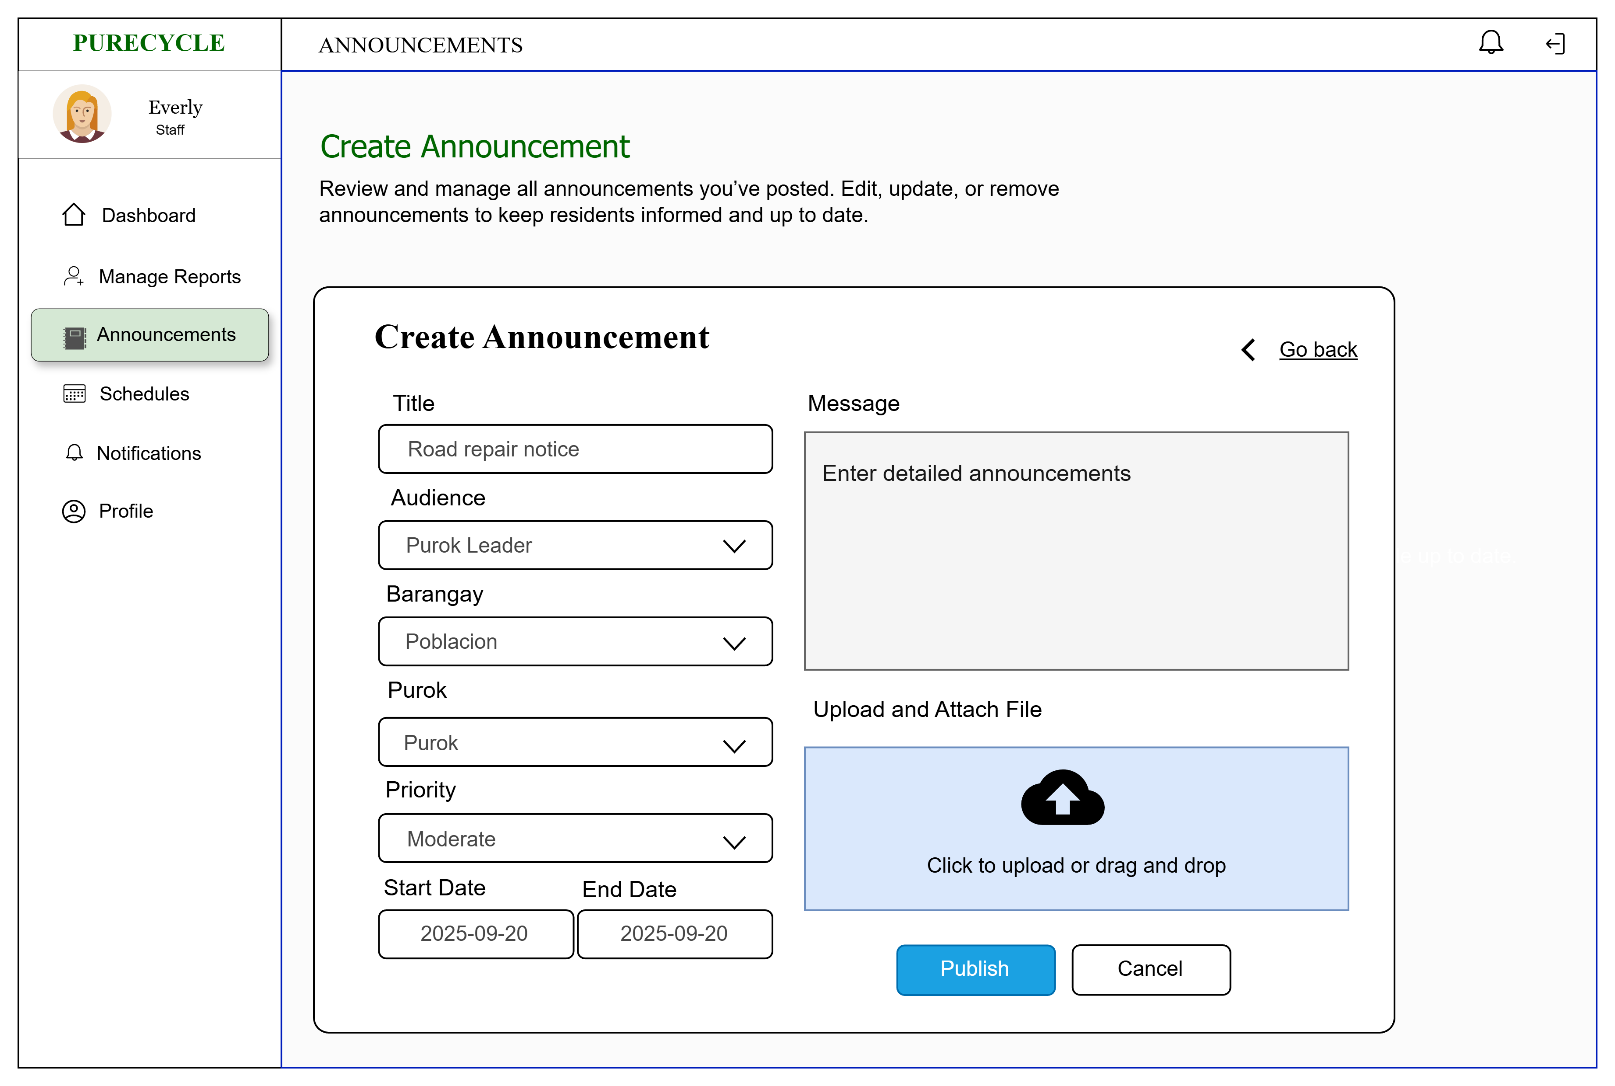 PURECYCLE
ANNOUNCEMENTS
Everly
Staff
Dashboard
Manage Reports
Announcements
Schedules
Notifications
Profile
Create Announcement
Review and manage all announcements you’ve posted. Edit, update, or remove
announcements to keep residents informed and up to date.
Create Announcement
Go back
Title
Road repair notice
Audience
Purok Leader
Barangay
Poblacion
Purok
Purok
Priority
Moderate
Start Date
End Date
2025-09-20
2025-09-20
Message
Enter detailed announcements
Upload and Attach File
Click to upload or drag and drop
Publish
Cancel
up to date